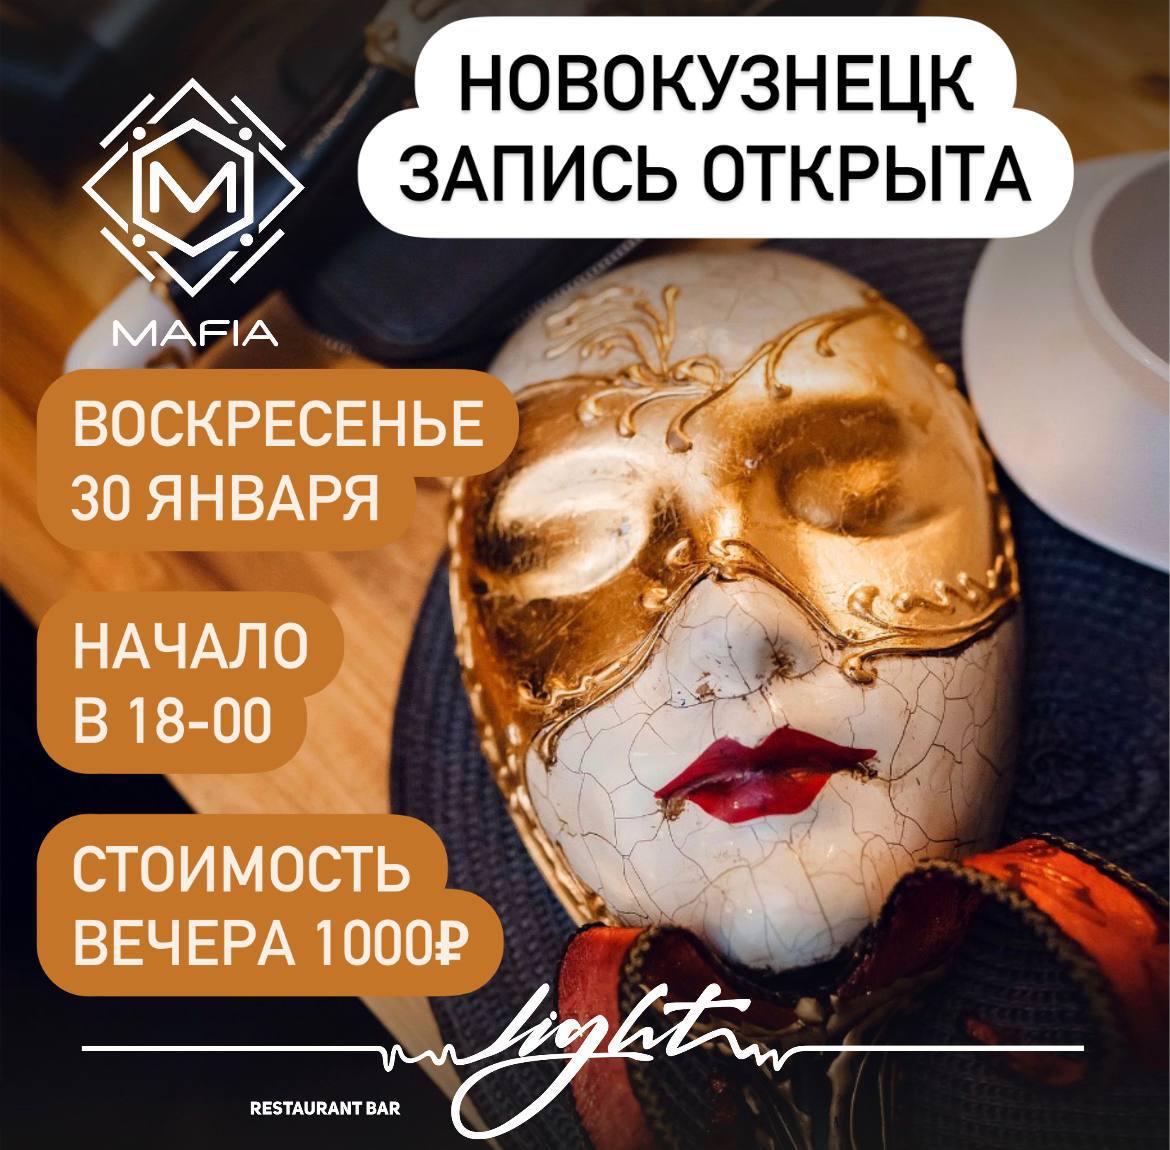 НОВОКУЗНЕЦК
ЗАПИСЬ ОТКРЫТА
M
MAFIA
ВОСКРЕСЕНЬЕ
30 ЯНВАРЯ
НАЧАЛО
В 18-00
СТОИМОСТЬ
ВЕЧЕРА 1000₽
light
RESTAURANT BAR